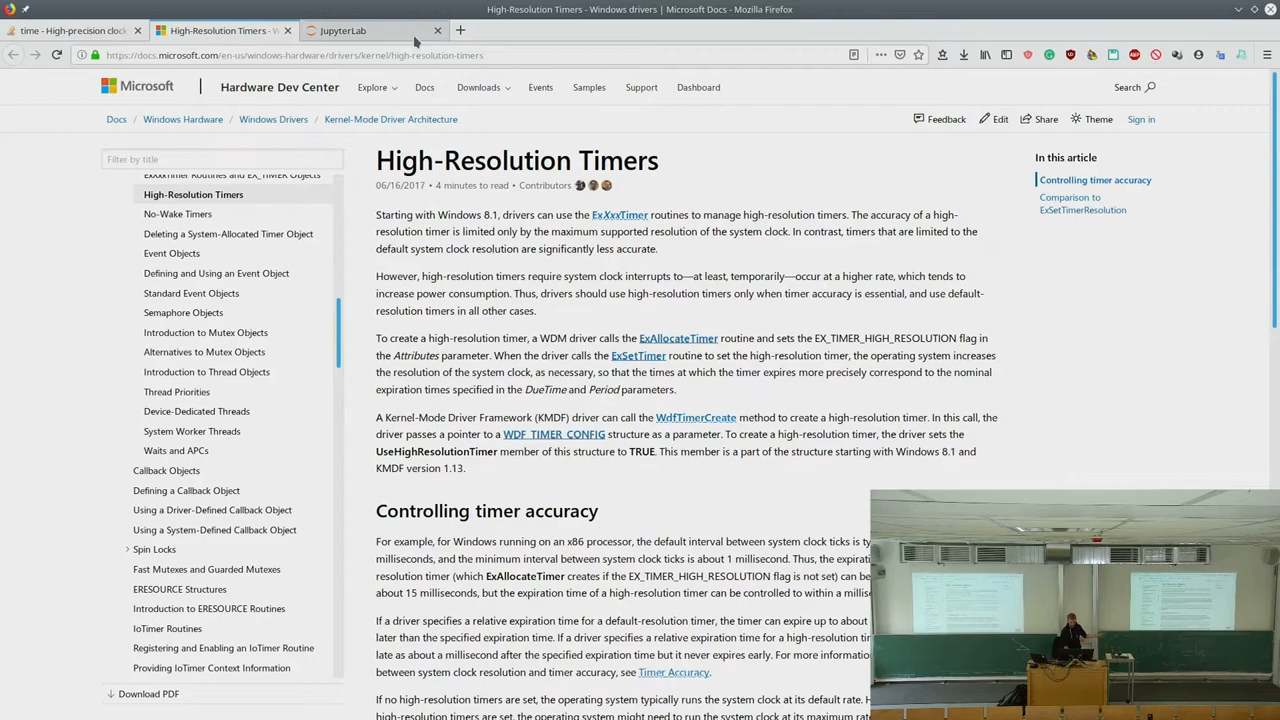 High-Resolution Timers - Windows drivers | Microsoft Docs - Mozilla Firefox
time - High-precision clock
High-Resolution Timers - W
JupyterLab
https://docs.microsoft.com/en-us/windows-hardware/drivers/kernel/high-resolution-timers
Microsoft
Hardware Dev Center
Explore
Docs
Downloads
Events
Samples
Support
Dashboard
Search
Docs
Windows Hardware
Windows Drivers
Kernel-Mode Driver Architecture
Feedback
Edit
Share
Theme
Sign in
Filter by title
ExXxxTimer Routines and EX_TIMER Objects
High-Resolution Timers
No-Wake Timers
Deleting a System-Allocated Timer Object
Event Objects
Defining and Using an Event Object
Standard Event Objects
Semaphore Objects
Introduction to Mutex Objects
Alternatives to Mutex Objects
Introduction to Thread Objects
Thread Priorities
Device-Dedicated Threads
System Worker Threads
Waits and APCs
Callback Objects
Defining a Callback Object
Using a Driver-Defined Callback Object
Using a System-Defined Callback Object
Spin Locks
Fast Mutexes and Guarded Mutexes
ERESOURCE Structures
Introduction to ERESOURCE Routines
IoTimer Routines
Registering and Enabling an IoTimer Routine
Providing IoTimer Context Information
Download PDF
High-Resolution Timers
06/16/2017 • 4 minutes to read • Contributors
Starting with Windows 8.1, drivers can use the ExXxxTimer routines to manage high-resolution timers. The accuracy of a high-
resolution timer is limited only by the maximum supported resolution of the system clock. In contrast, timers that are limited to the
default system clock resolution are significantly less accurate.
However, high-resolution timers require system clock interrupts to—at least, temporarily—occur at a higher rate, which tends to
increase power consumption. Thus, drivers should use high-resolution timers only when timer accuracy is essential, and use default-
resolution timers in all other cases.
To create a high-resolution timer, a WDM driver calls the ExAllocateTimer routine and sets the EX_TIMER_HIGH_RESOLUTION flag in
the Attributes parameter. When the driver calls the ExSetTimer routine to set the high-resolution timer, the operating system increases
the resolution of the system clock, as necessary, so that the times at which the timer expires more precisely correspond to the nominal
expiration times specified in the DueTime and Period parameters.
A Kernel-Mode Driver Framework (KMDF) driver can call the WdfTimerCreate method to create a high-resolution timer. In this call, the
driver passes a pointer to a WDF_TIMER_CONFIG structure as a parameter. To create a high-resolution timer, the driver sets the
UseHighResolutionTimer member of this structure to TRUE. This member is a part of the structure starting with Windows 8.1 and
KMDF version 1.13.
Controlling timer accuracy
For example, for Windows running on an x86 processor, the default interval between system clock ticks is ty
milliseconds, and the minimum interval between system clock ticks is about 1 millisecond. Thus, the expirat
resolution timer (which ExAllocateTimer creates if the EX_TIMER_HIGH_RESOLUTION flag is not set) can be
about 15 milliseconds, but the expiration time of a high-resolution timer can be controlled to within a millise
If a driver specifies a relative expiration time for a default-resolution timer, the timer can expire up to about
later than the specified expiration time. If a driver specifies a relative expiration time for a high-resolution tim
late as about a millisecond after the specified expiration time but it never expires early. For more information
between system clock resolution and timer accuracy, see Timer Accuracy.
If no high-resolution timers are set, the operating system typically runs the system clock at its default rate. H
high-resolution timers are set, the operating system might need to run the system clock at its maximum rate
In this article
Controlling timer accuracy
Comparison to
ExSetTimerResolution